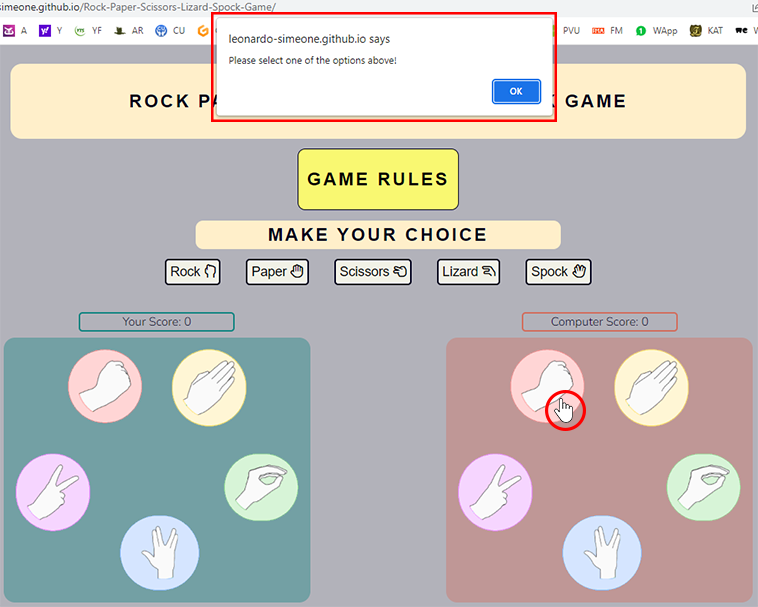 simeone.github.io/Rock-Paper-Scissors-Lizard-Spock-Game/
A YF AR CU PVU FM WApp KAT
leonardo-simeone.github.io says
Please select one of the options above!
OK
ROCK PA K GAME
GAME RULES
MAKE YOUR CHOICE
Rock Paper Scissors Lizard Spock
Your Score: 0 Computer Score: 0